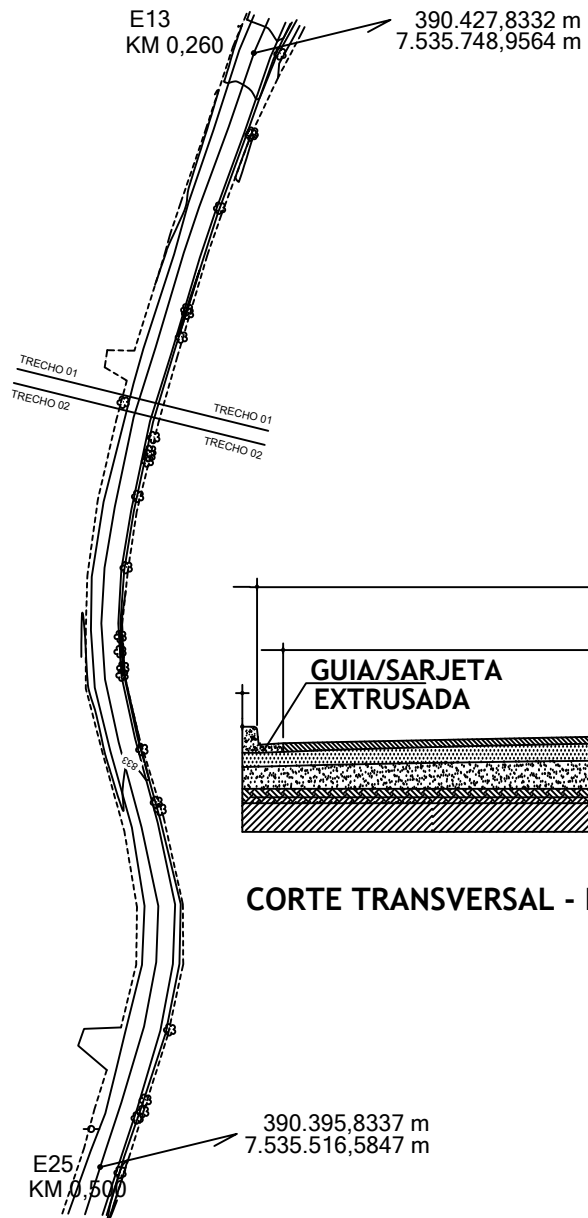 E13
KM 0,260
390.427,8332 m
7.535.748,9564 m
TRECHO 01
TRECHO 02
TRECHO 01
TRECHO 02
GUIA/SARJETA
EXTRUSADA
833
CORTE TRANSVERSAL -
390.395,8337 m
7.535.516,5847 m
E25
KM 0,500